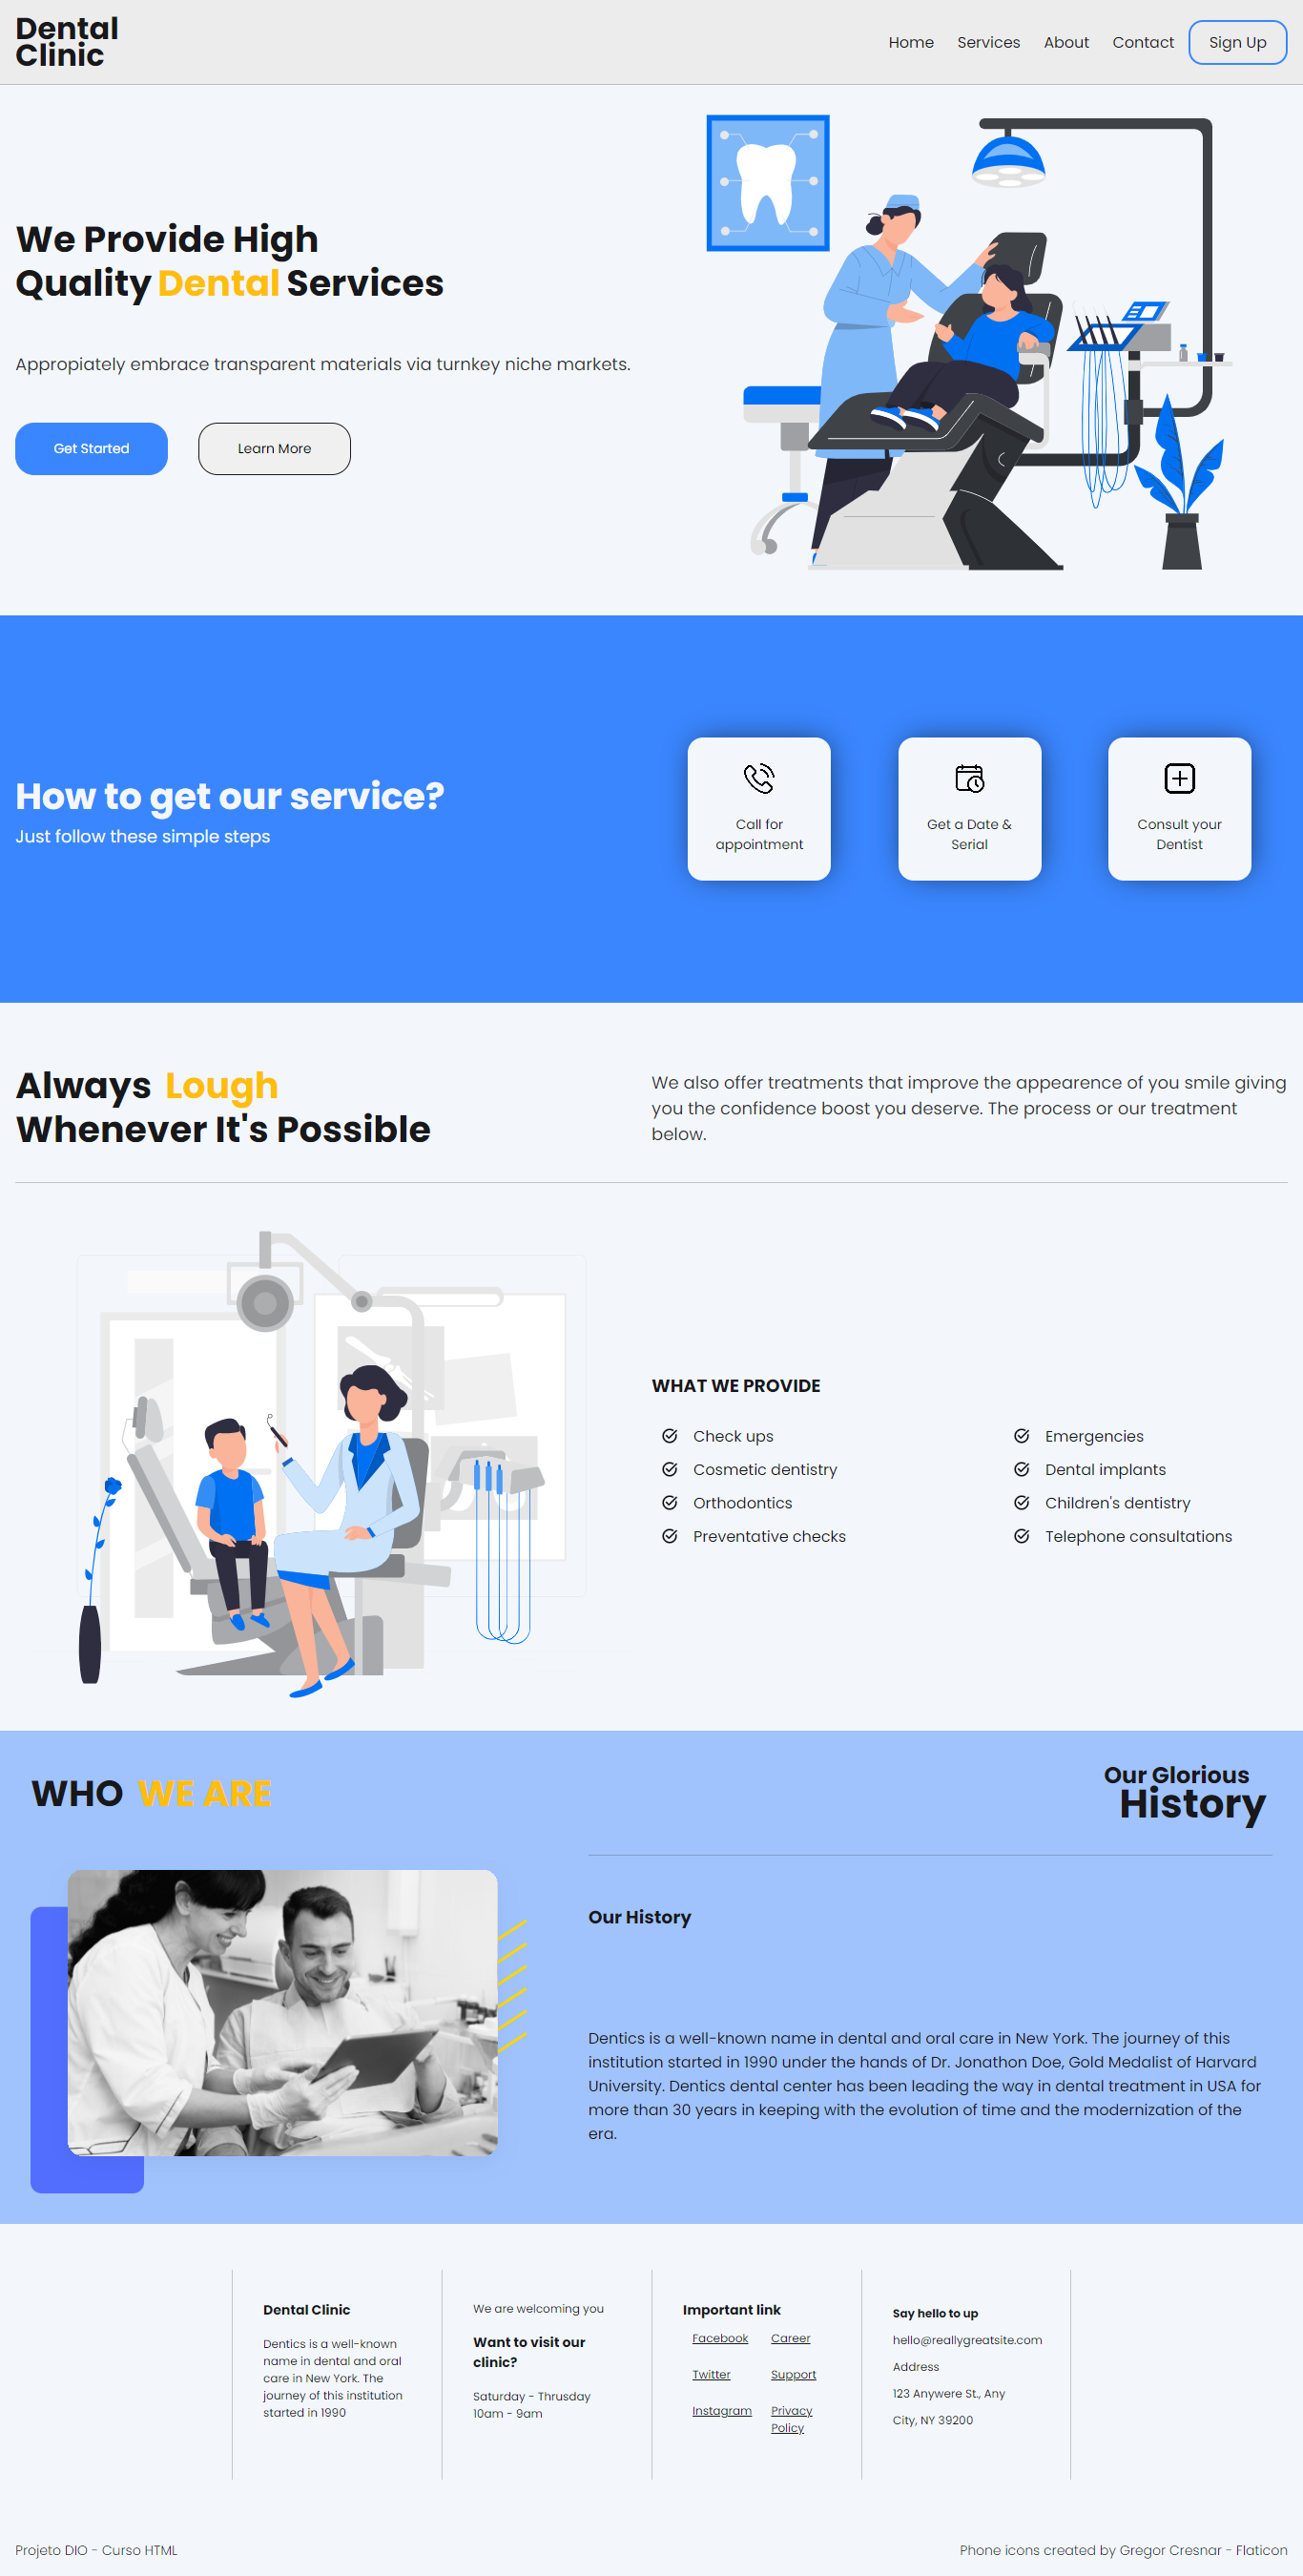 Dental
Clinic
Home
Services
About
Contact
Sign Up
We Provide High
Quality Dental Services
Appropiately embrace transparent materials via turnkey niche markets.
Get Started
Learn More
How to get our service?
Just follow these simple steps
Call for
appointment
Get a Date &
Serial
Consult your
Dentist
Always Lough
Whenever It's Possible
We also offer treatments that improve the appearence of you smile giving
you the confidence boost you deserve. The process or our treatment
below.
WHAT WE PROVIDE
Check ups
Cosmetic dentistry
Orthodontics
Preventative checks
Emergencies
Dental implants
Children's dentistry
Telephone consultations
WHO WE ARE
Our Glorious
History
Our History
Dentics is a well-known name in dental and oral care in New York. The journey of this
institution started in 1990 under the hands of Dr. Jonathon Doe, Gold Medalist of Harvard
University. Dentics dental center has been leading the way in dental treatment in USA for
more than 30 years in keeping with the evolution of time and the modernization of the
era.
Dental Clinic
Dentics is a well-known
name in dental and oral
care in New York. The
journey of this institution
started in 1990
We are welcoming you
Want to visit our
clinic?
Saturday - Thrusday
10am - 9am
Important link
Facebook
Twitter
Instagram
Career
Support
Privacy
Policy
Say hello to up
hello@reallygreatsite.com
Address
123 Anywere St., Any
City, NY 39200
Projeto DIO - Curso HTML
Phone icons created by Gregor Cresnar - Flaticon